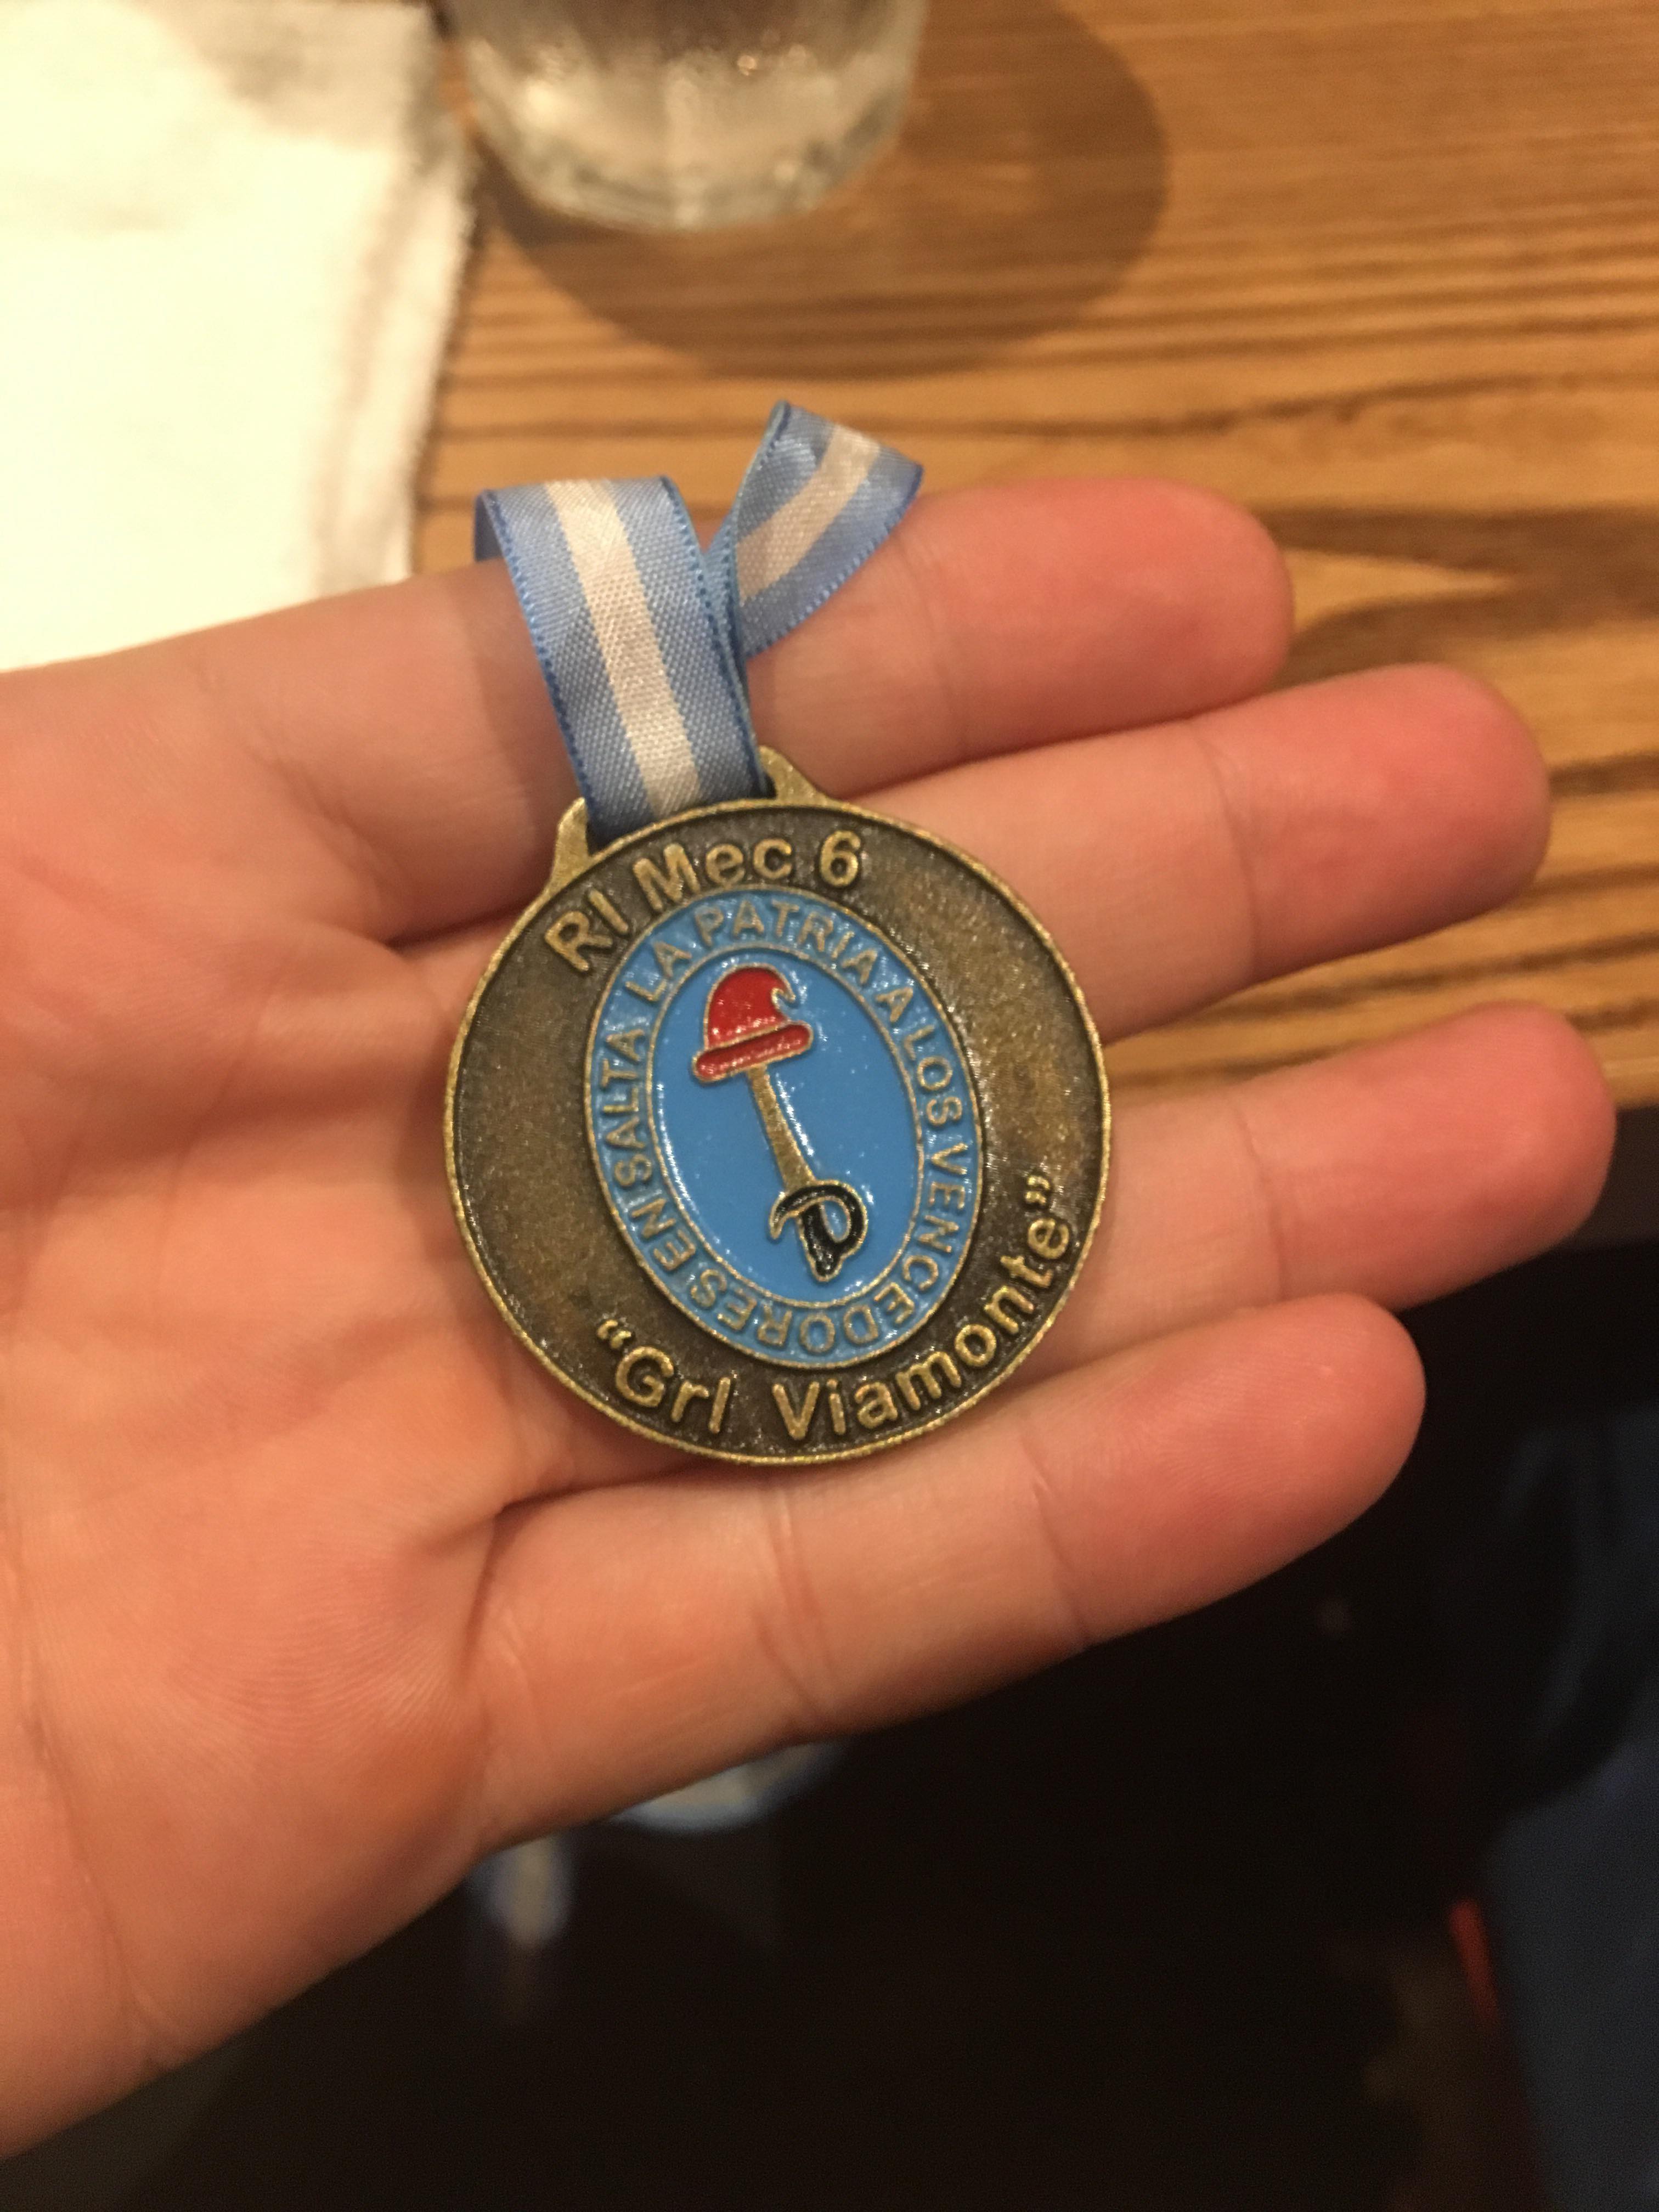 RI Mec 6
LA PATRIA A LOS VENCEDORES EN SALTA
“Grl Viamonte”